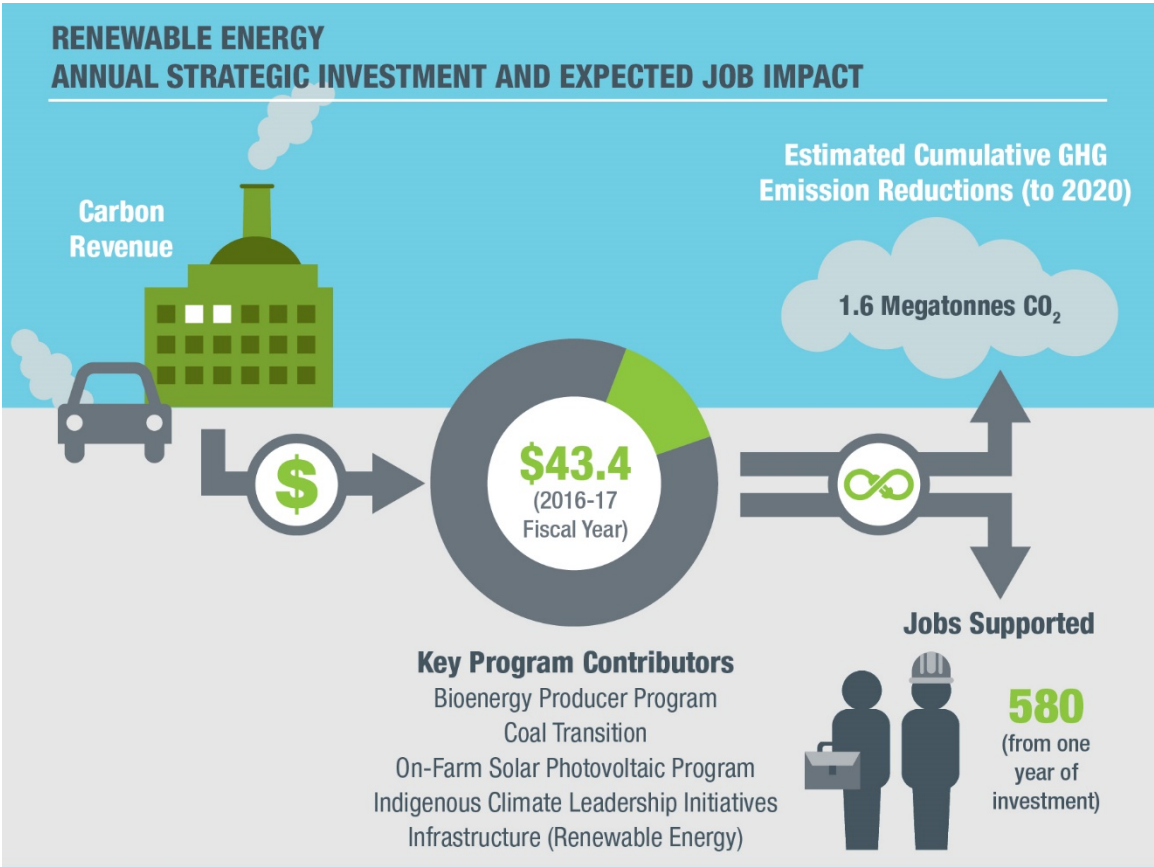 RENEWABLE ENERGY
ANNUAL STRATEGIC INVESTMENT AND EXPECTED JOB IMPACT
Carbon
Revenue
Estimated Cumulative GHG
Emission Reductions (to 2020)
1.6 Megatonnes CO₂
$
$43.4
(2016-17
Fiscal Year)
Key Program Contributors
Bioenergy Producer Program
Coal Transition
On-Farm Solar Photovoltaic Program
Indigenous Climate Leadership Initiatives
Infrastructure (Renewable Energy)
Jobs Supported
580
(from one
year of
investment)